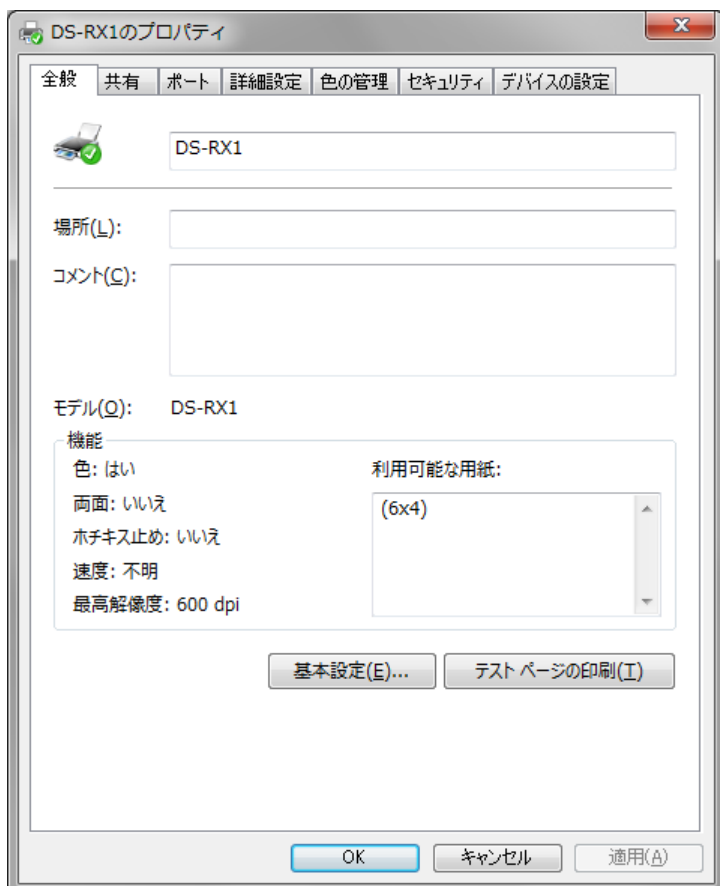 DS-RX1のプロパティ
全般 共有 ポート 詳細設定 色の管理 セキュリティ デバイスの設定
DS-RX1
場所(L):
コメント(C):
モデル(O): DS-RX1
機能
色: はい 利用可能な用紙:
両面: いいえ (6x4)
ホチキス止め: いいえ
速度: 不明
最高解像度: 600 dpi
基本設定(E)... テスト ページの印刷(T)
OK キャンセル 適用(A)